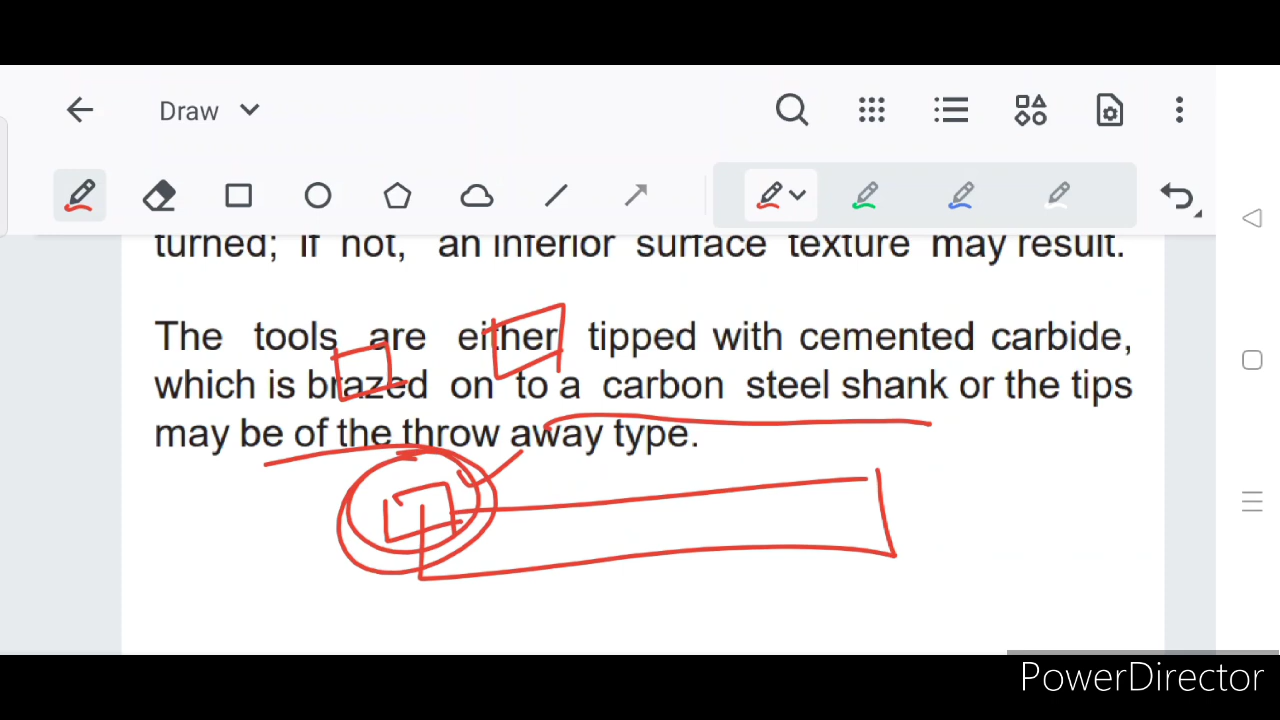 Draw
turned; if not, an inferior surface texture may result.
The tools are either tipped with cemented carbide,
which is brazed on to a carbon steel shank or the tips
may be of the throw away type.
PowerDirector